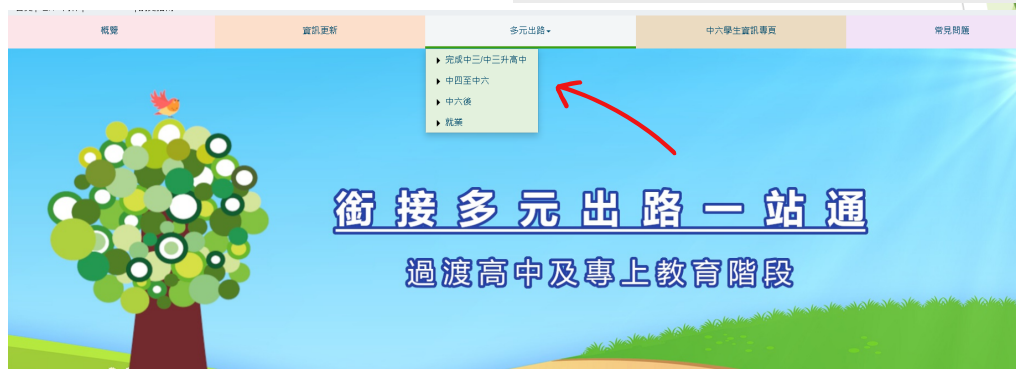 概覽
資訊更新
多元出路
中六學生資訊專頁
常見問題
完成中三/中三升高中
中四至中六
中六後
就業
銜接多元出路一站通
過渡高中及專上教育階段